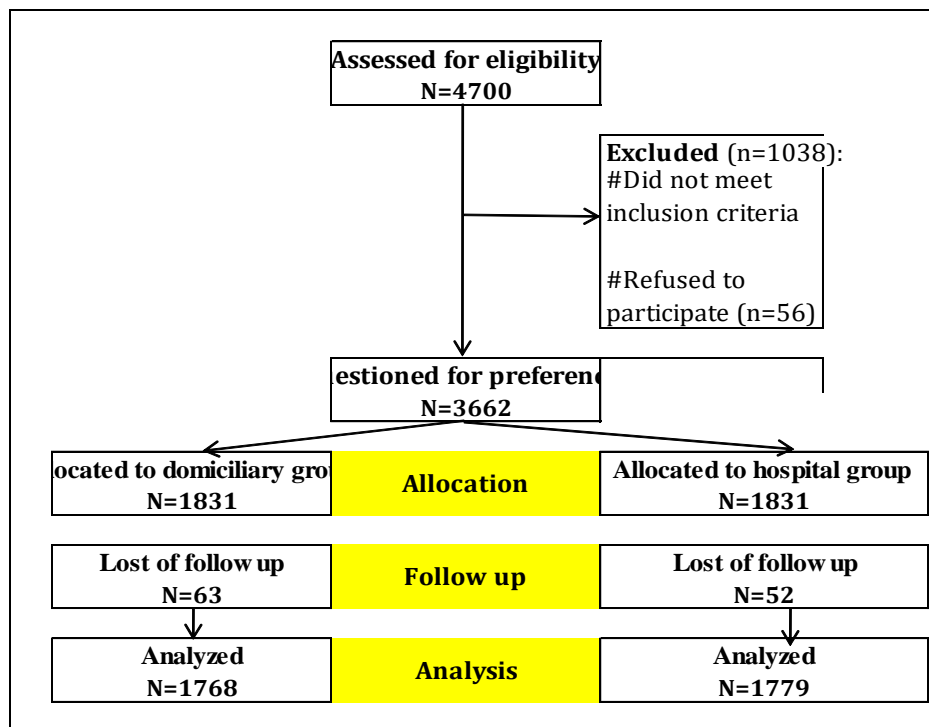 Assessed for eligibility
N=4700
Excluded (n=1038):
#Did not meet
inclusion criteria
#Refused to
participate (n=56)
estioned for preferenc
N=3662
ocated to domiciliary grou
N=1831
Allocation
Allocated to hospital group
N=1831
Lost of follow up
N=63
Follow up
Lost of follow up
N=52
Analyzed
N=1768
Analysis
Analyzed
N=1779